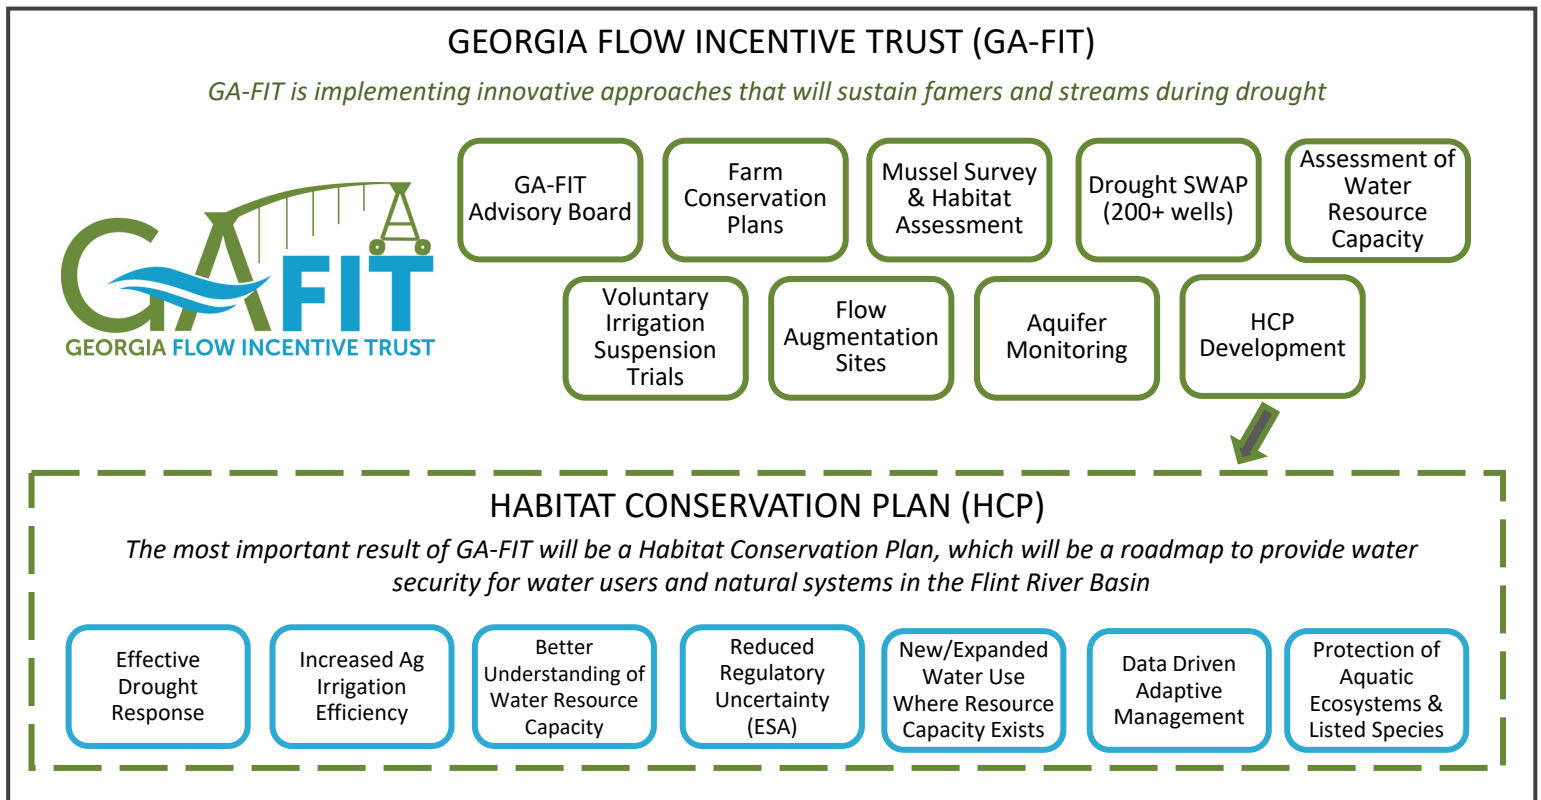 GEORGIA FLOW INCENTIVE TRUST (GA-FIT)
GA-FIT is implementing innovative approaches that will sustain famers and streams during drought
GA-FIT
Advisory Board
Farm
Conservation
Plans
Mussel Survey
& Habitat
Assessment
Drought SWAP
(200+ wells)
Assessment of
Water
Resource
Capacity
GA FIT
GEORGIA FLOW INCENTIVE TRUST
Voluntary
Irrigation
Suspension
Trials
Flow
Augmentation
Sites
Aquifer
Monitoring
HCP
Development
HABITAT CONSERVATION PLAN (HCP)
The most important result of GA-FIT will be a Habitat Conservation Plan, which will be a roadmap to provide water
security for water users and natural systems in the Flint River Basin
Effective
Drought
Response
Increased Ag
Irrigation
Efficiency
Better
Understanding of
Water Resource
Capacity
Reduced
Regulatory
Uncertainty
(ESA)
New/Expanded
Water Use
Where Resource
Capacity Exists
Data Driven
Adaptive
Management
Protection of
Aquatic
Ecosystems &
Listed Species